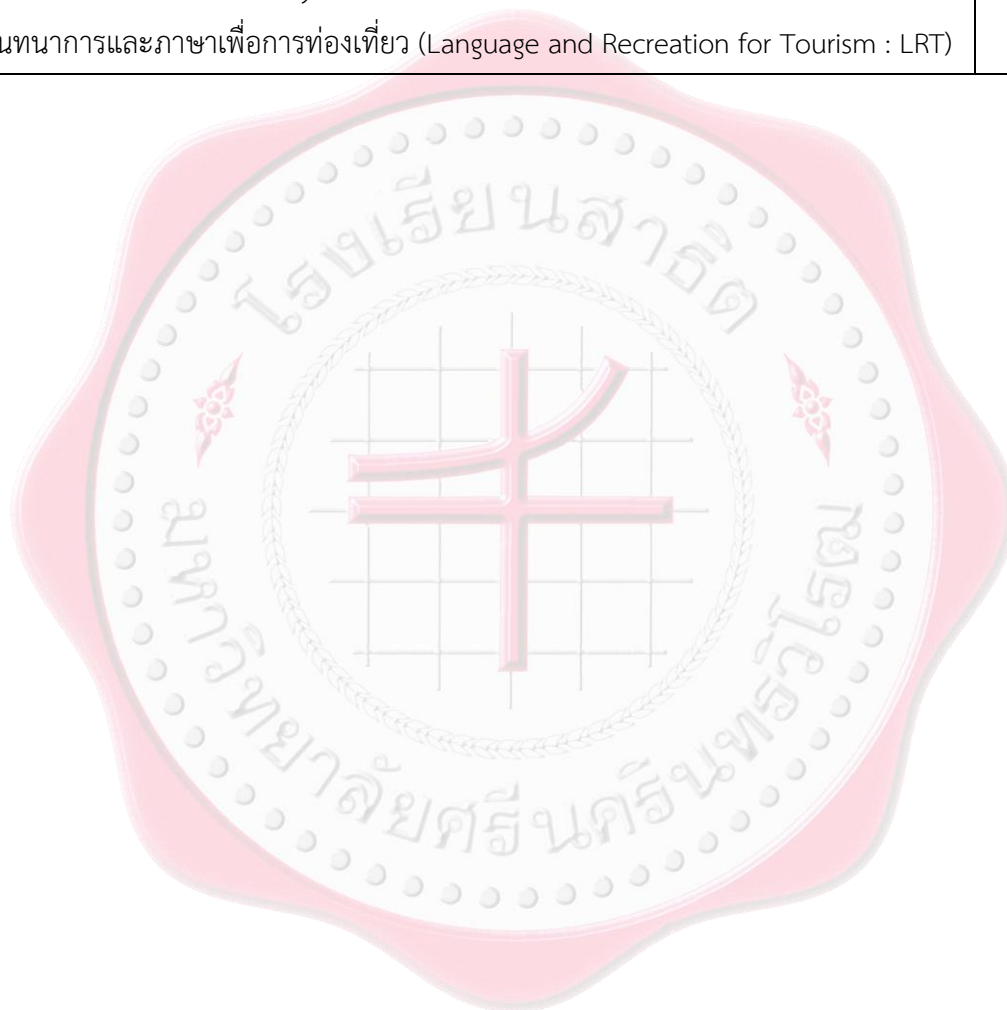 นทนาการและภาษาเพื่อการท่องเที่ยว (Language and Recreation for Tourism : LRT)
โรงเรียนสาธิต
มหาวิทยาลัยศรีนครินทรวิโรฒ